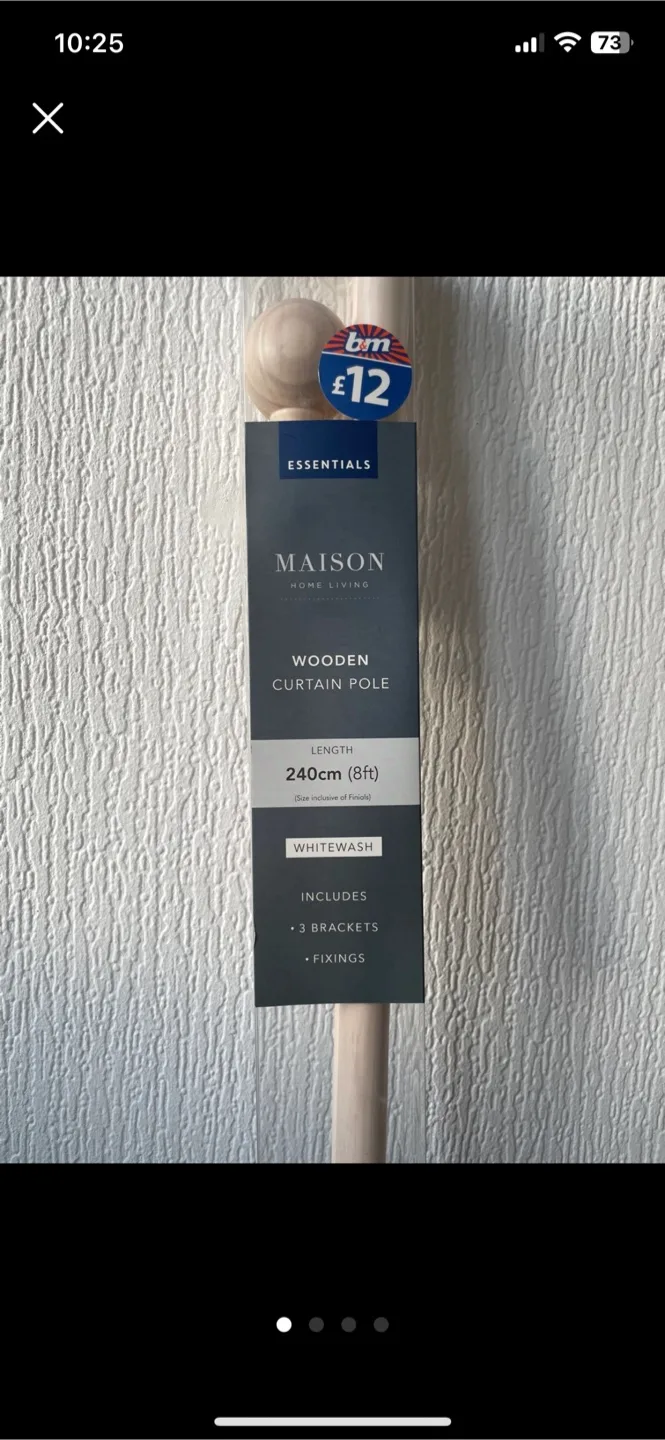 10:25
73
b&m
£12
ESSENTIALS
MAISON
HOME LIVING
WOODEN
CURTAIN POLE
LENGTH
240cm (8ft)
(Size inclusive of Finials)
WHITEWASH
INCLUDES
• 3 BRACKETS
• FIXINGS